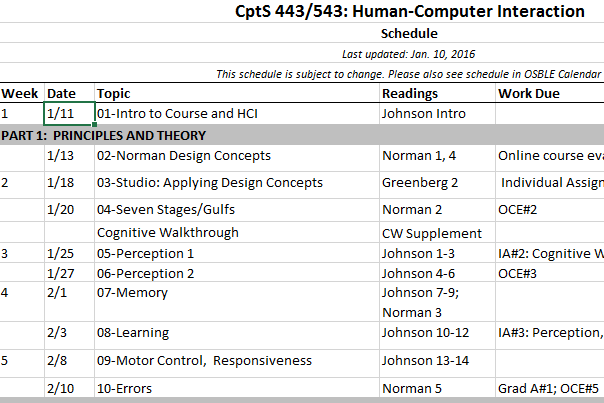 CptS 443/543: Human-Computer Interaction
Schedule
Last updated: Jan. 10, 2016
This schedule is subject to change. Please also see schedule in OSBLE Calendar
Week Date Topic Readings Work Due
1 1/11 01-Intro to Course and HCI Johnson Intro
PART 1: PRINCIPLES AND THEORY
1/13 02-Norman Design Concepts Norman 1, 4 Online course eva
2 1/18 03-Studio: Applying Design Concepts Greenberg 2 Individual Assign
1/20 04-Seven Stages/Gulfs Norman 2 OCE#2
Cognitive Walkthrough CW Supplement
3 1/25 05-Perception 1 Johnson 1-3 IA#2: Cognitive W
1/27 06-Perception 2 Johnson 4-6 OCE#3
4 2/1 07-Memory Johnson 7-9;
Norman 3
2/3 08-Learning Johnson 10-12 IA#3: Perception,
5 2/8 09-Motor Control, Responsiveness Johnson 13-14
2/10 10-Errors Norman 5 Grad A#1; OCE#5